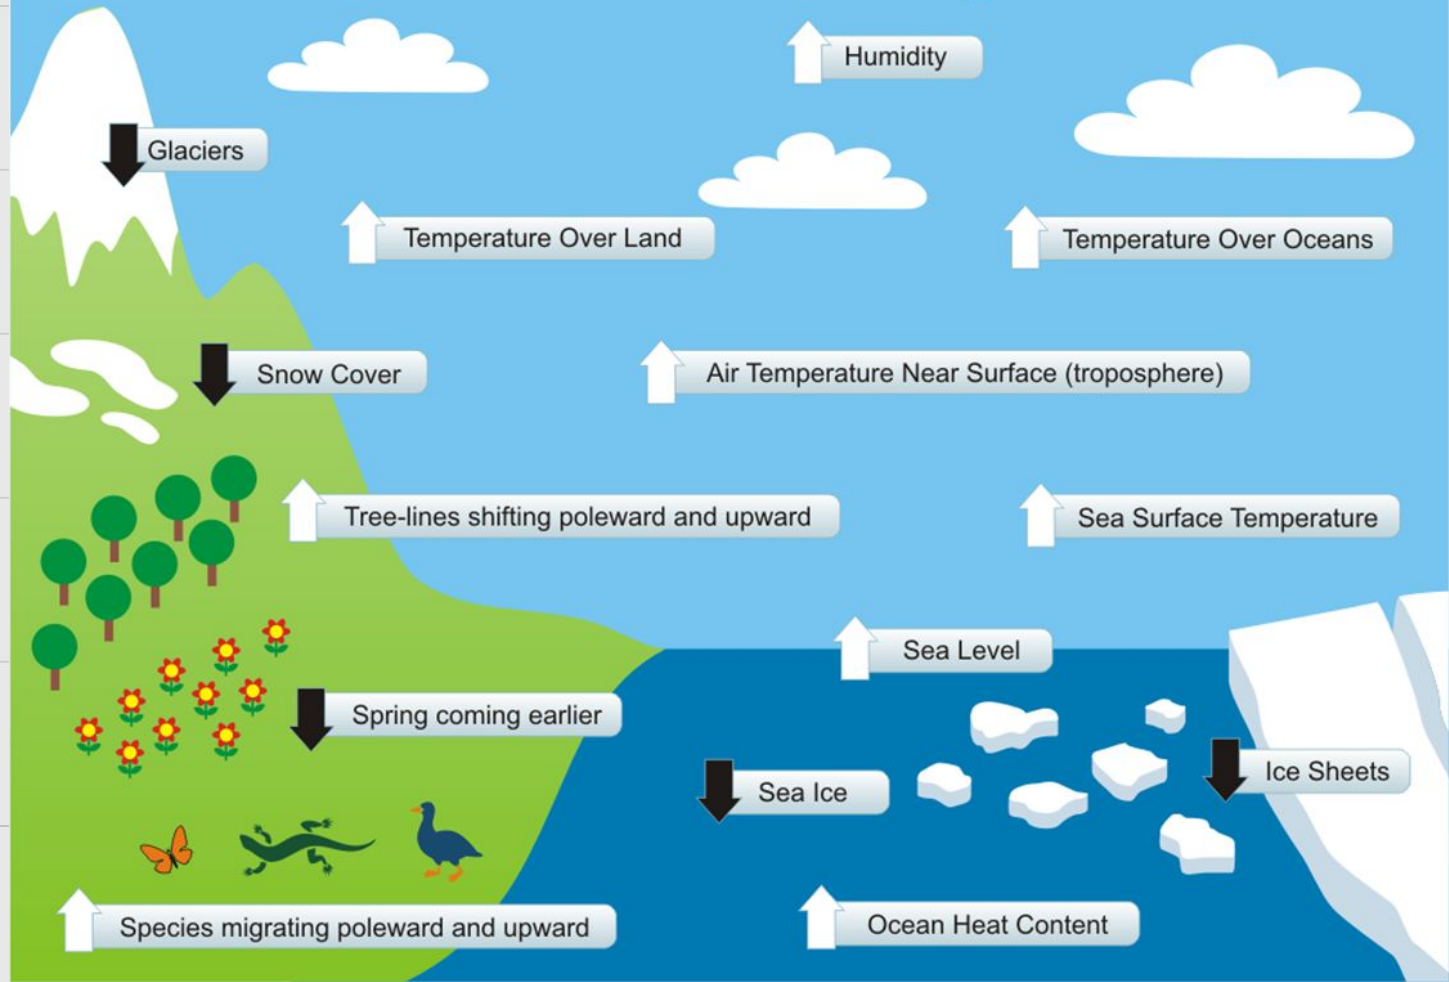 Humidity
Glaciers
Temperature Over Land
Temperature Over Oceans
Snow Cover
Air Temperature Near Surface (troposphere)
Tree-lines shifting poleward and upward
Sea Surface Temperature
Sea Level
Spring coming earlier
Sea Ice
Ice Sheets
Species migrating poleward and upward
Ocean Heat Content